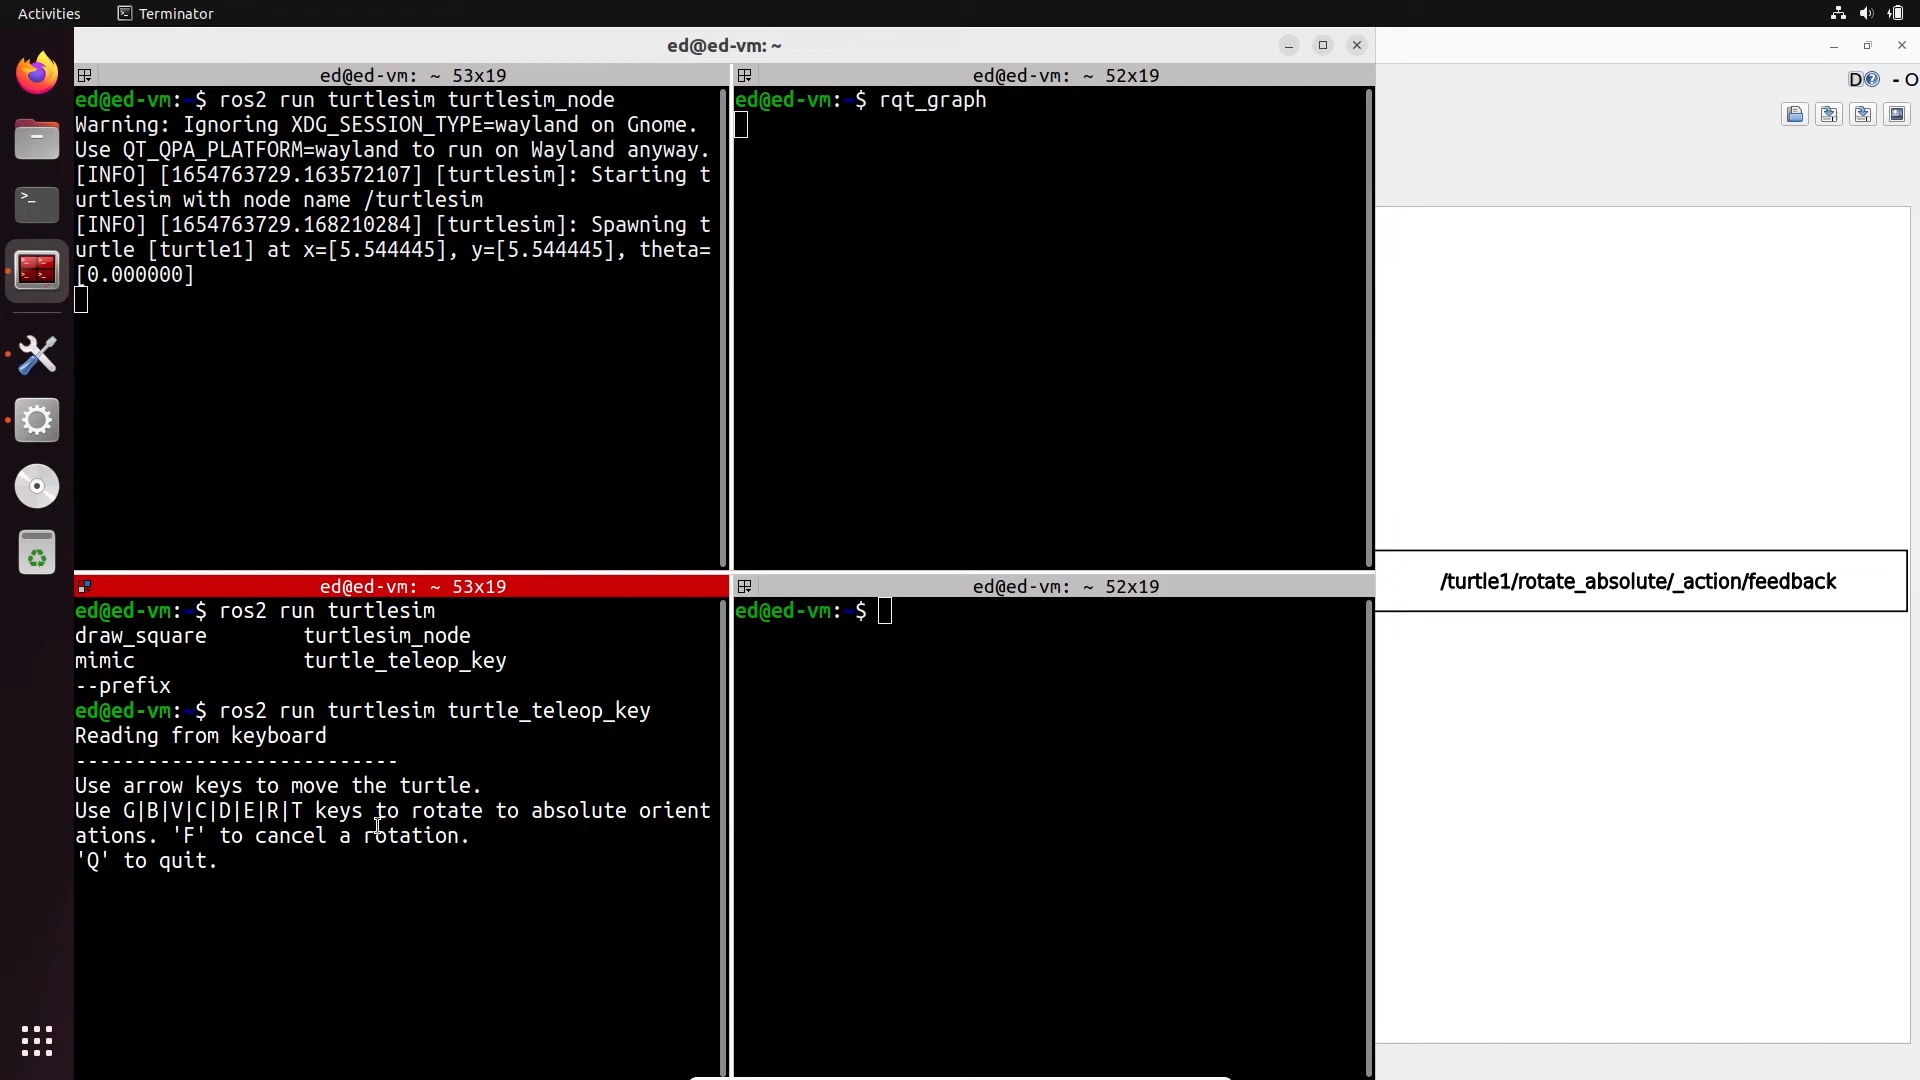 Activities
Terminator
ed@ed-vm: ~
ed@ed-vm: ~ 53x19
ed@ed-vm:~$ ros2 run turtlesim turtlesim_node
Warning: Ignoring XDG_SESSION_TYPE=wayland on Gnome.
Use QT_QPA_PLATFORM=wayland to run on Wayland anyway.
[INFO] [1654763729.163572107] [turtlesim]: Starting t
urtlesim with node name /turtlesim
[INFO] [1654763729.168210284] [turtlesim]: Spawning t
urtle [turtle1] at x=[5.544445], y=[5.544445], theta=
[0.000000]
ed@ed-vm: ~ 52x19
ed@ed-vm:~$ rqt_graph
ed@ed-vm: ~ 53x19
ed@ed-vm:~$ ros2 run turtlesim
draw_square turtlesim_node
mimic turtle_teleop_key
--prefix
ed@ed-vm:~$ ros2 run turtlesim turtle_teleop_key
Reading from keyboard
---------------------------
Use arrow keys to move the turtle.
Use G|B|V|C|D|E|R|T keys to rotate to absolute orient
ations. 'F' to cancel a rotation.
'Q' to quit.
ed@ed-vm: ~ 52x19
ed@ed-vm:~$
D? - O
/turtle1/rotate_absolute/_action/feedback